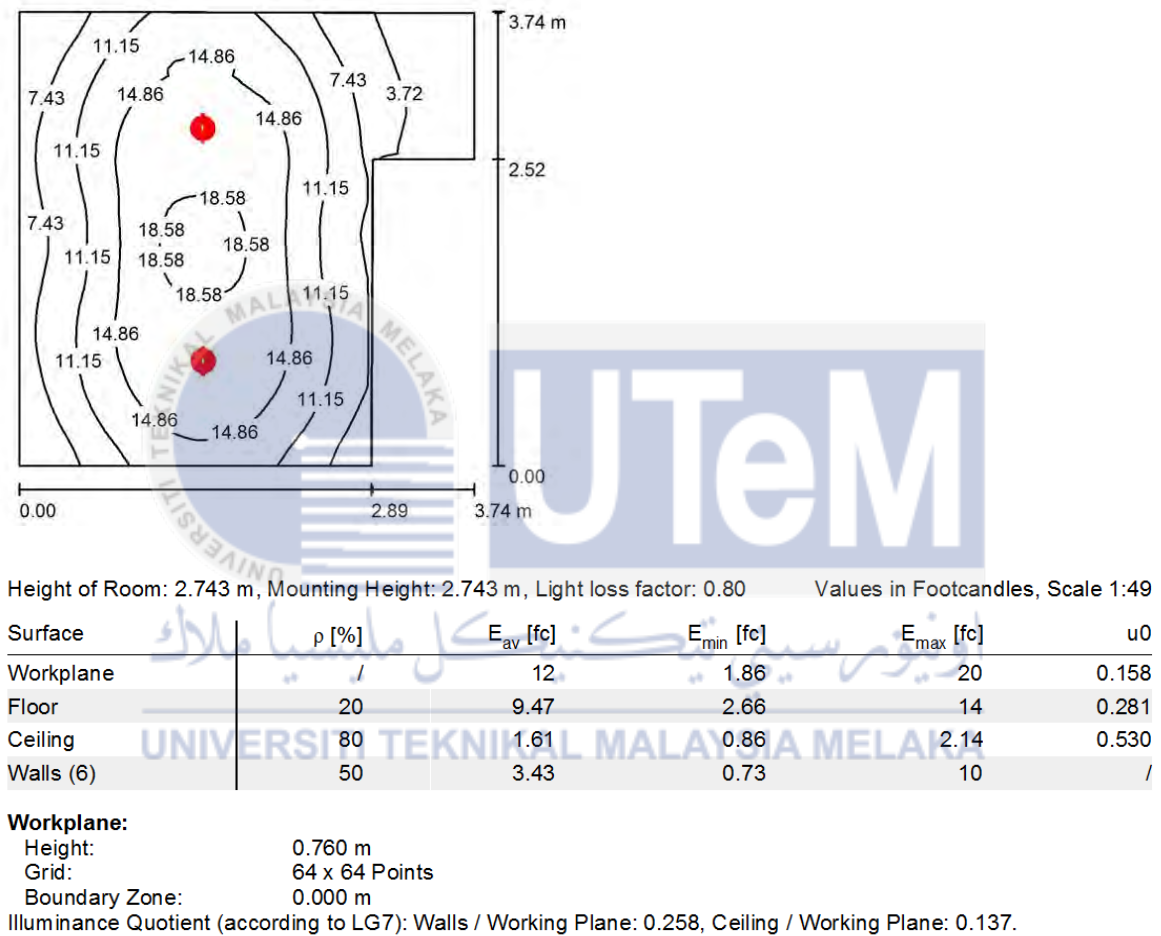 3.74 m
11.15
14.86
7.43
3.72
7.43
14.86
14.86
11.15
2.52
11.15
18.58
7.43
18.58
18.58
11.15
18.58
18.58
11.15
14.86
14.86
11.15
11.15
14.86
14.86
0.00
0.00
2.89
3.74 m
UNIVERSITI TEKNIKAL MALAYSIA MELAKA
UTeM
Height of Room: 2.743 m, Mounting Height: 2.743 m, Light loss factor: 0.80 Values in Footcandles, Scale 1:49
اونيورسيتي تيكنيكل مليسيا ملاك
Surface ρ [%] Eav [fc] Emin [fc] Emax [fc] u0
Workplane / 12 1.86 20 0.158
Floor 20 9.47 2.66 14 0.281
Ceiling 80 1.61 0.86 2.14 0.530
UNIVERSITI TEKNIKAL MALAYSIA MELAKA
Walls (6) 50 3.43 0.73 10 /
Workplane:
Height: 0.760 m
Grid: 64 x 64 Points
Boundary Zone: 0.000 m
Illuminance Quotient (according to LG7): Walls / Working Plane: 0.258, Ceiling / Working Plane: 0.137.